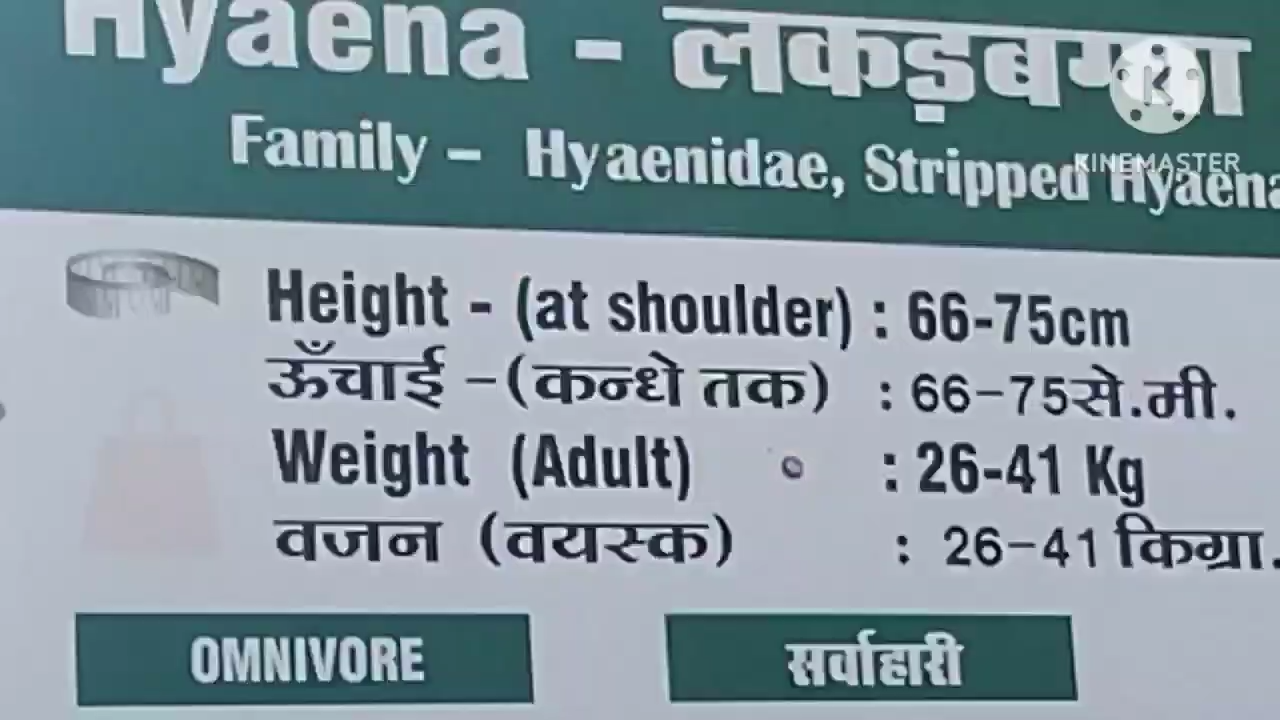 Hyaena - लकड़बग्गा
Family – Hyaenidae, Stripped Hyaena
KINEMASTER
Height - (at shoulder) : 66-75cm
ऊँचाई –(कन्धे तक) : 66–75से.मी.
Weight (Adult) : 26-41 Kg
वजन (वयस्क) : 26–41 किग्रा.
OMNIVORE
सर्वाहारी